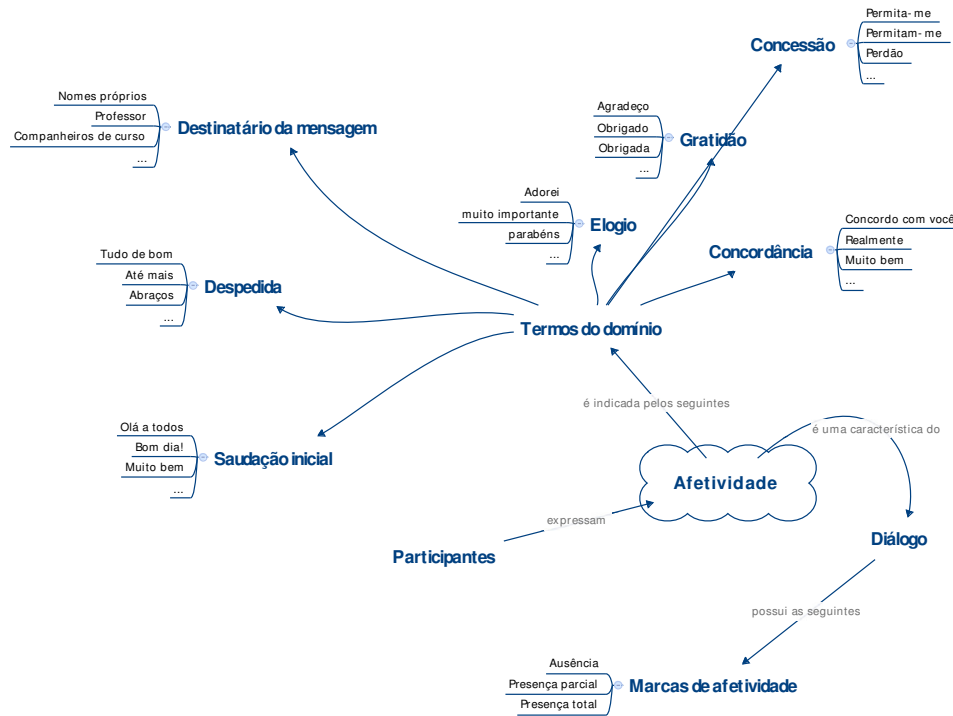 Permita- me
Permitam- me
Perdão
...
Concessão
Nomes próprios
Professor
Companheiros de curso
...
Destinatário da mensagem
Agradeço
Obrigado
Obrigada
...
Gratidão
Adorei
muito importante
parabéns
...
Elogio
Concordo com você
Realmente
Muito bem
...
Concordância
Tudo de bom
Até mais
Abraços
...
Despedida
Termos do domínio
é indicada pelos seguintes
é uma característica do
Olá a todos
Bom dia!
Muito bem
...
Saudação inicial
Afetividade
expressam
Participantes
Diálogo
possui as seguintes
Ausência
Presença parcial
Presença total
Marcas de afetividade